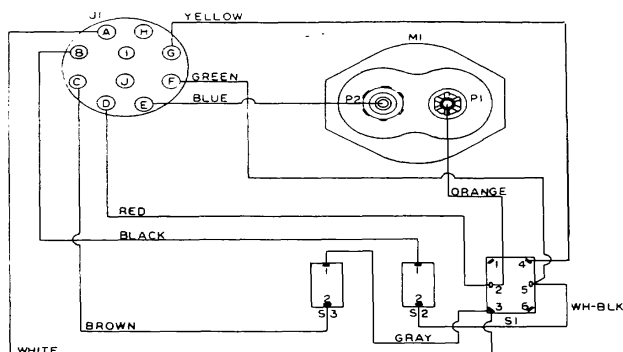 J1
YELLOW
A
H
B
I
G
M1
C
J
F
GREEN
D
E
BLUE
P2
P1
ORANGE
RED
BLACK
1
4
1
1
2
5
2
2
3
6
WH-BLK
S3
S2
S1
BROWN
GRAY
WHITE